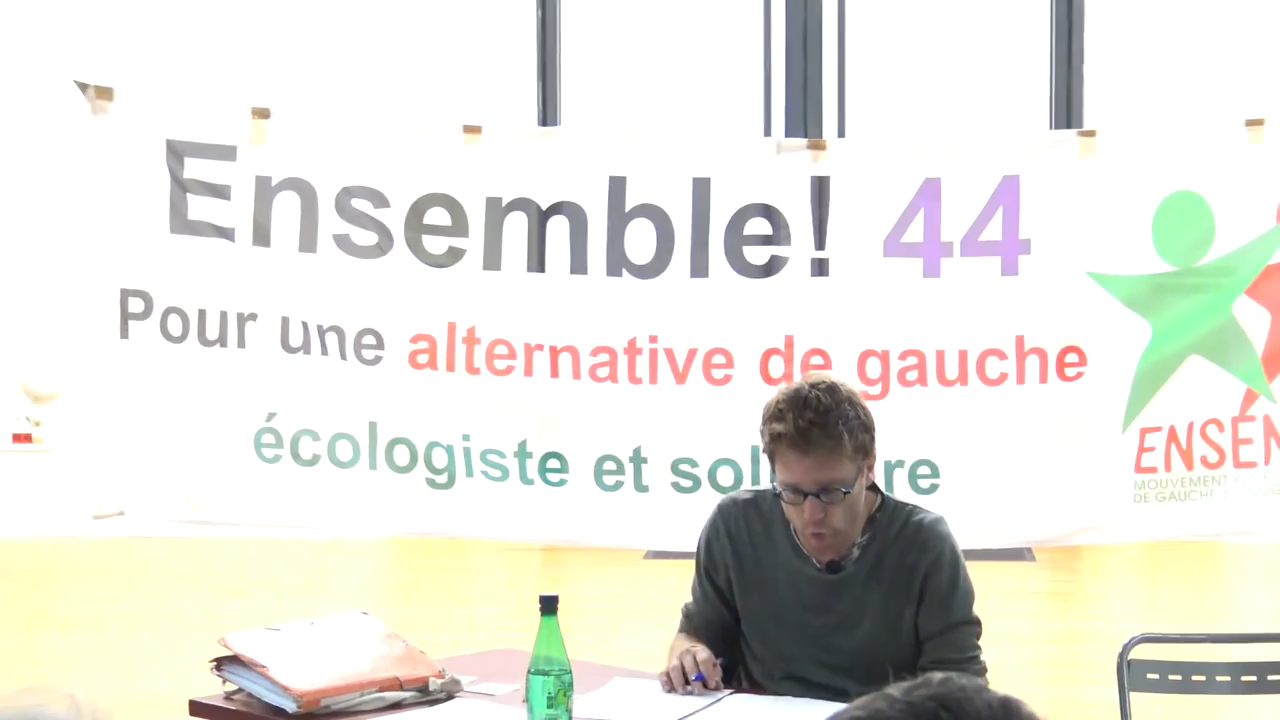 Ensemble! 44
Pour une alternative de gauche
écologiste et
MOUVEMENT
DE GAUCHE